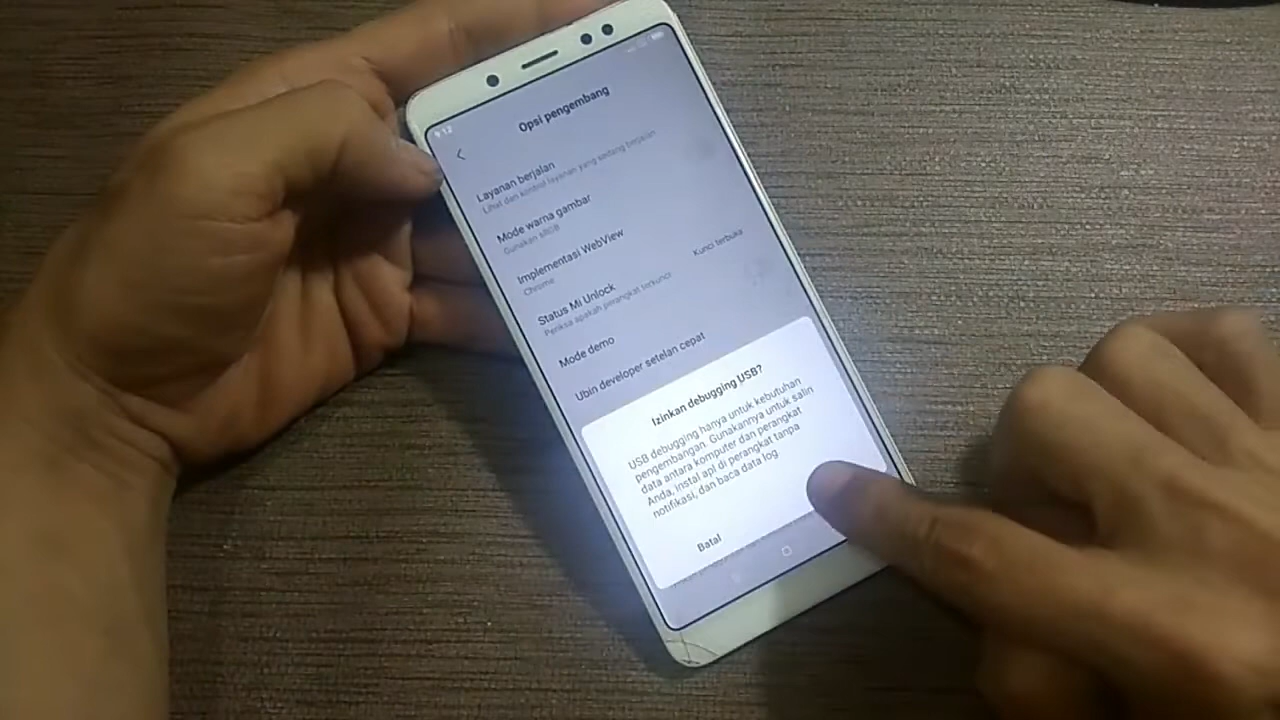 Opsi pengembang
Layanan berjalan
Lihat dan kontrol layanan yang sedang berjalan
Mode warna gambar
Gunakan sRGB
Implementasi WebView
Chrome
Status Mi Unlock
Periksa apakah perangkat terkunci
Kunci terbuka
Mode demo
Ubin developer setelan cepat
Izinkan debugging USB?
USB debugging hanya untuk kebutuhan
pengembangan. Gunakannya untuk salin
data antara komputer dan perangkat
Anda, instal apl di perangkat tanpa
notifikasi, dan baca data log
Batal